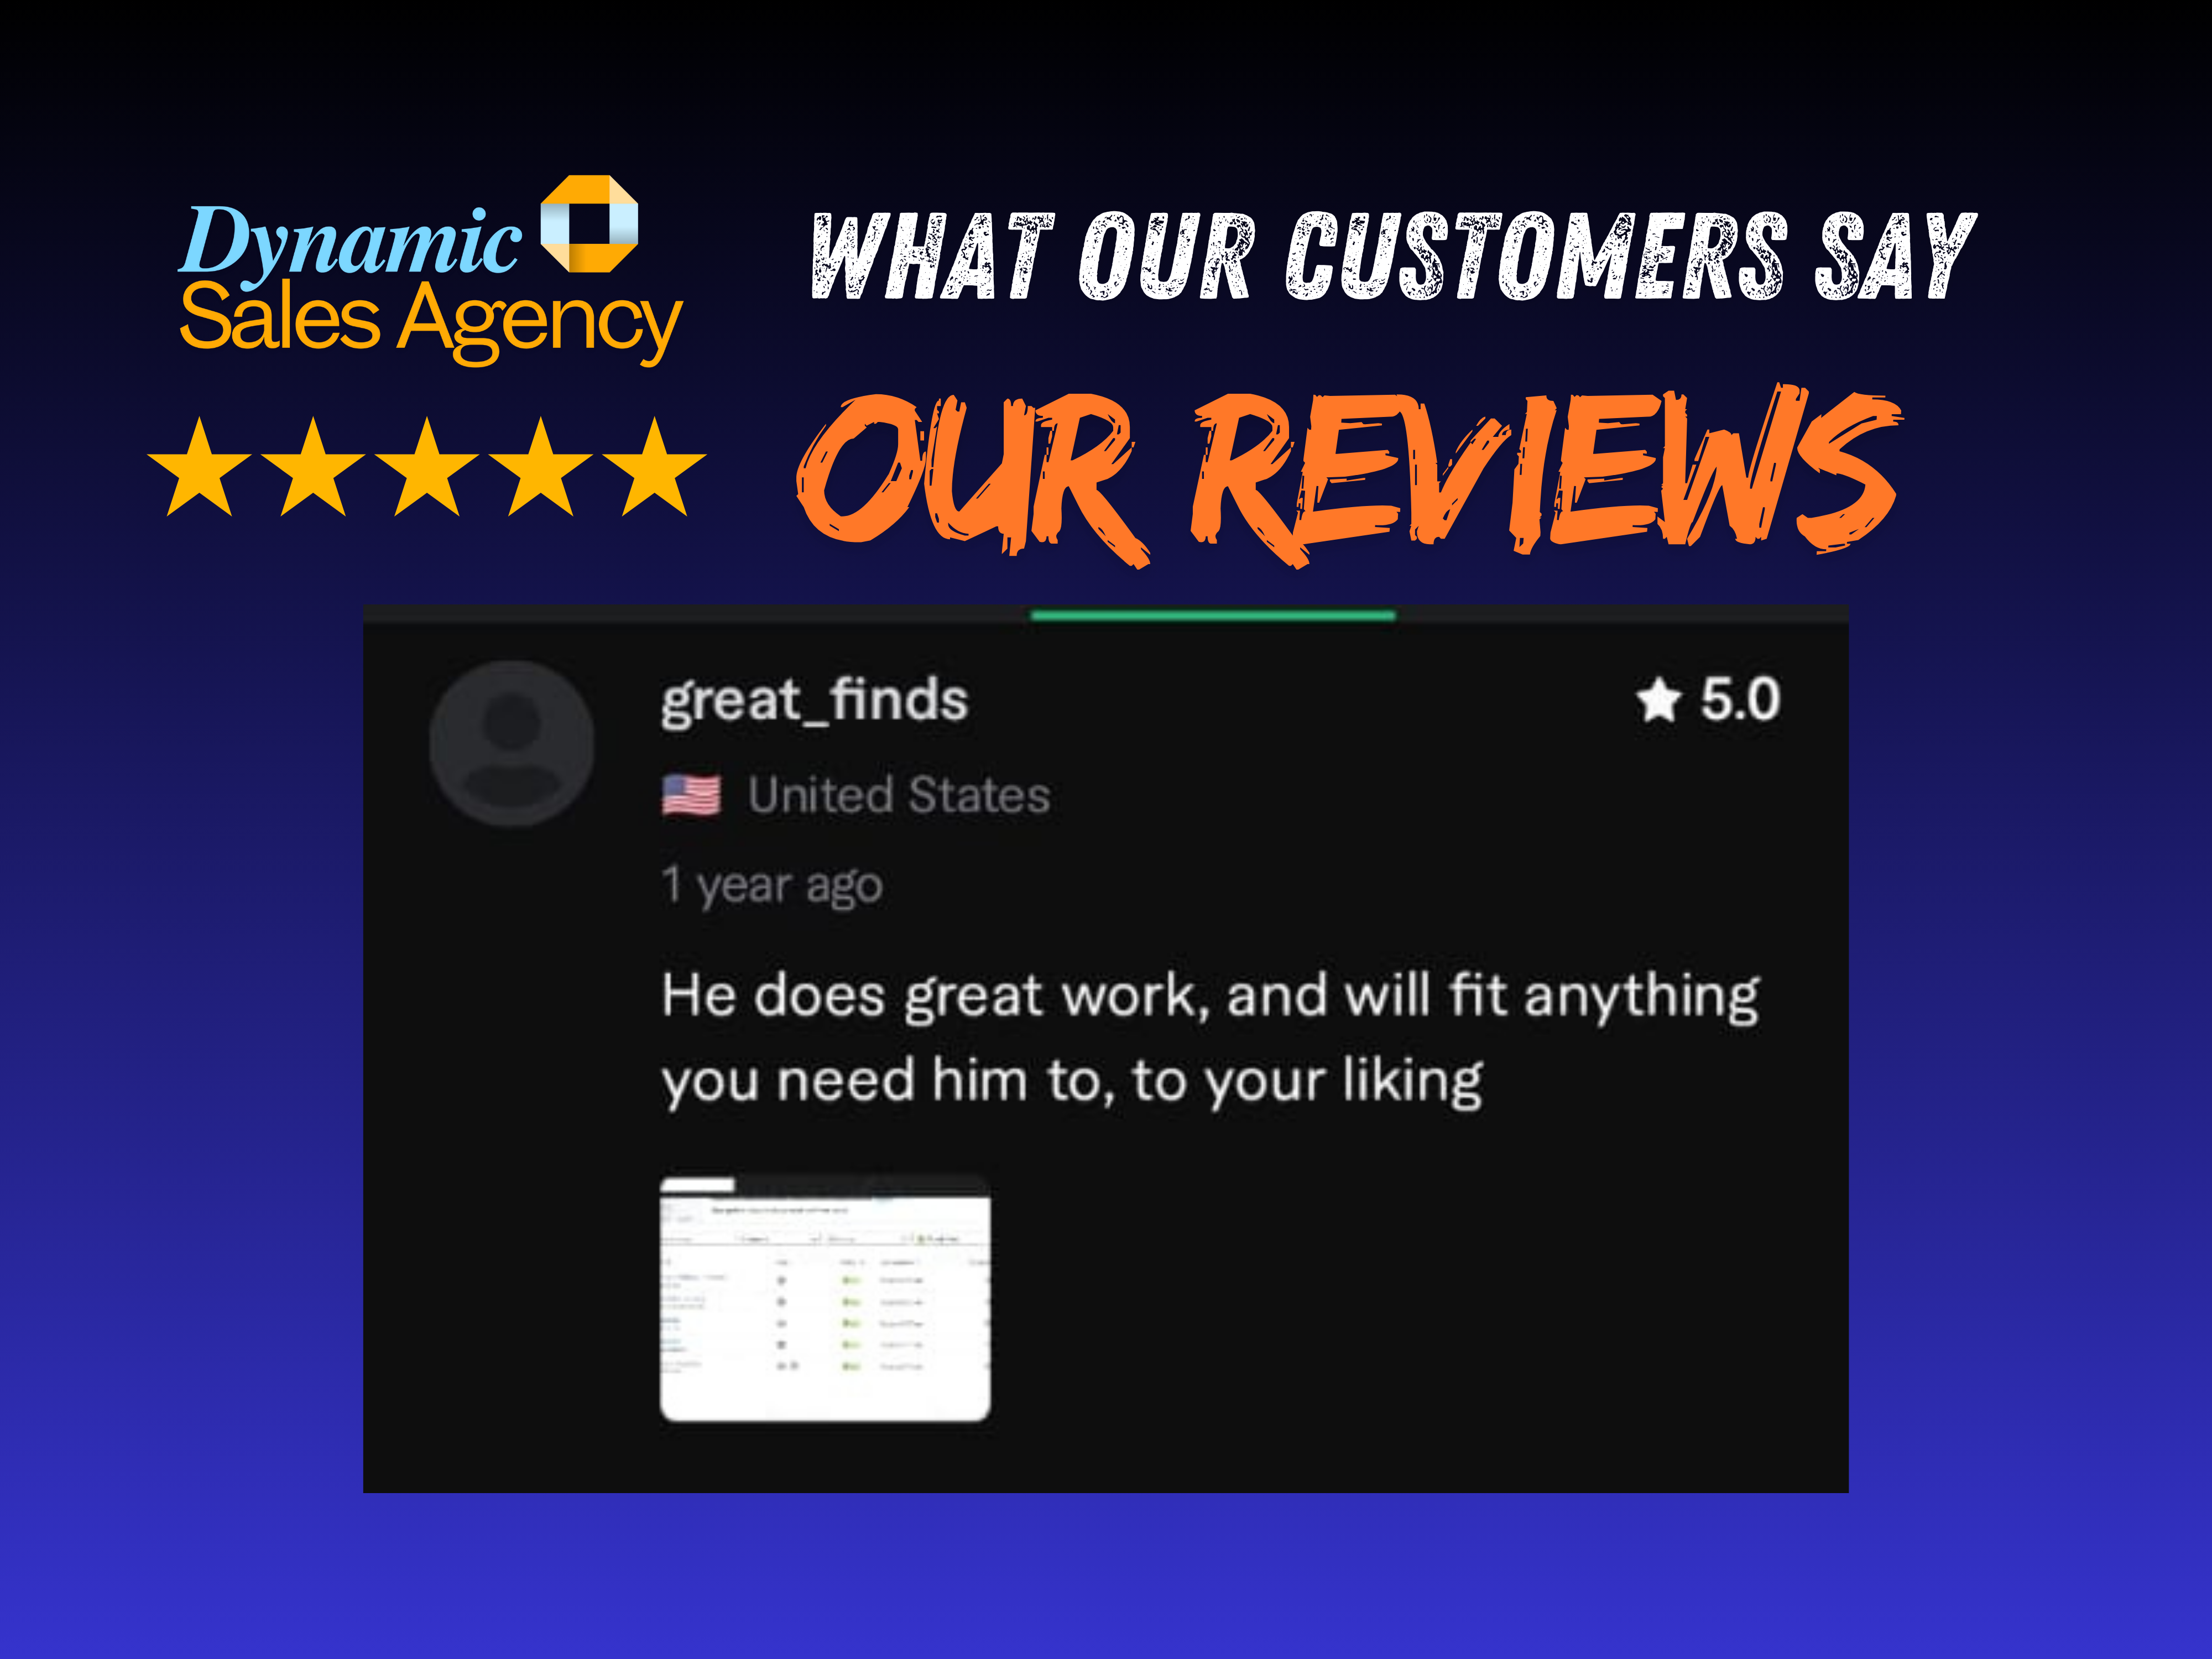 Dynamic
Sales Agency
WHAT OUR CUSTOMERS SAY
OUR REVIEWS
great_finds
★ 5.0
United States
1 year ago
He does great work, and will fit anything
you need him to, to your liking